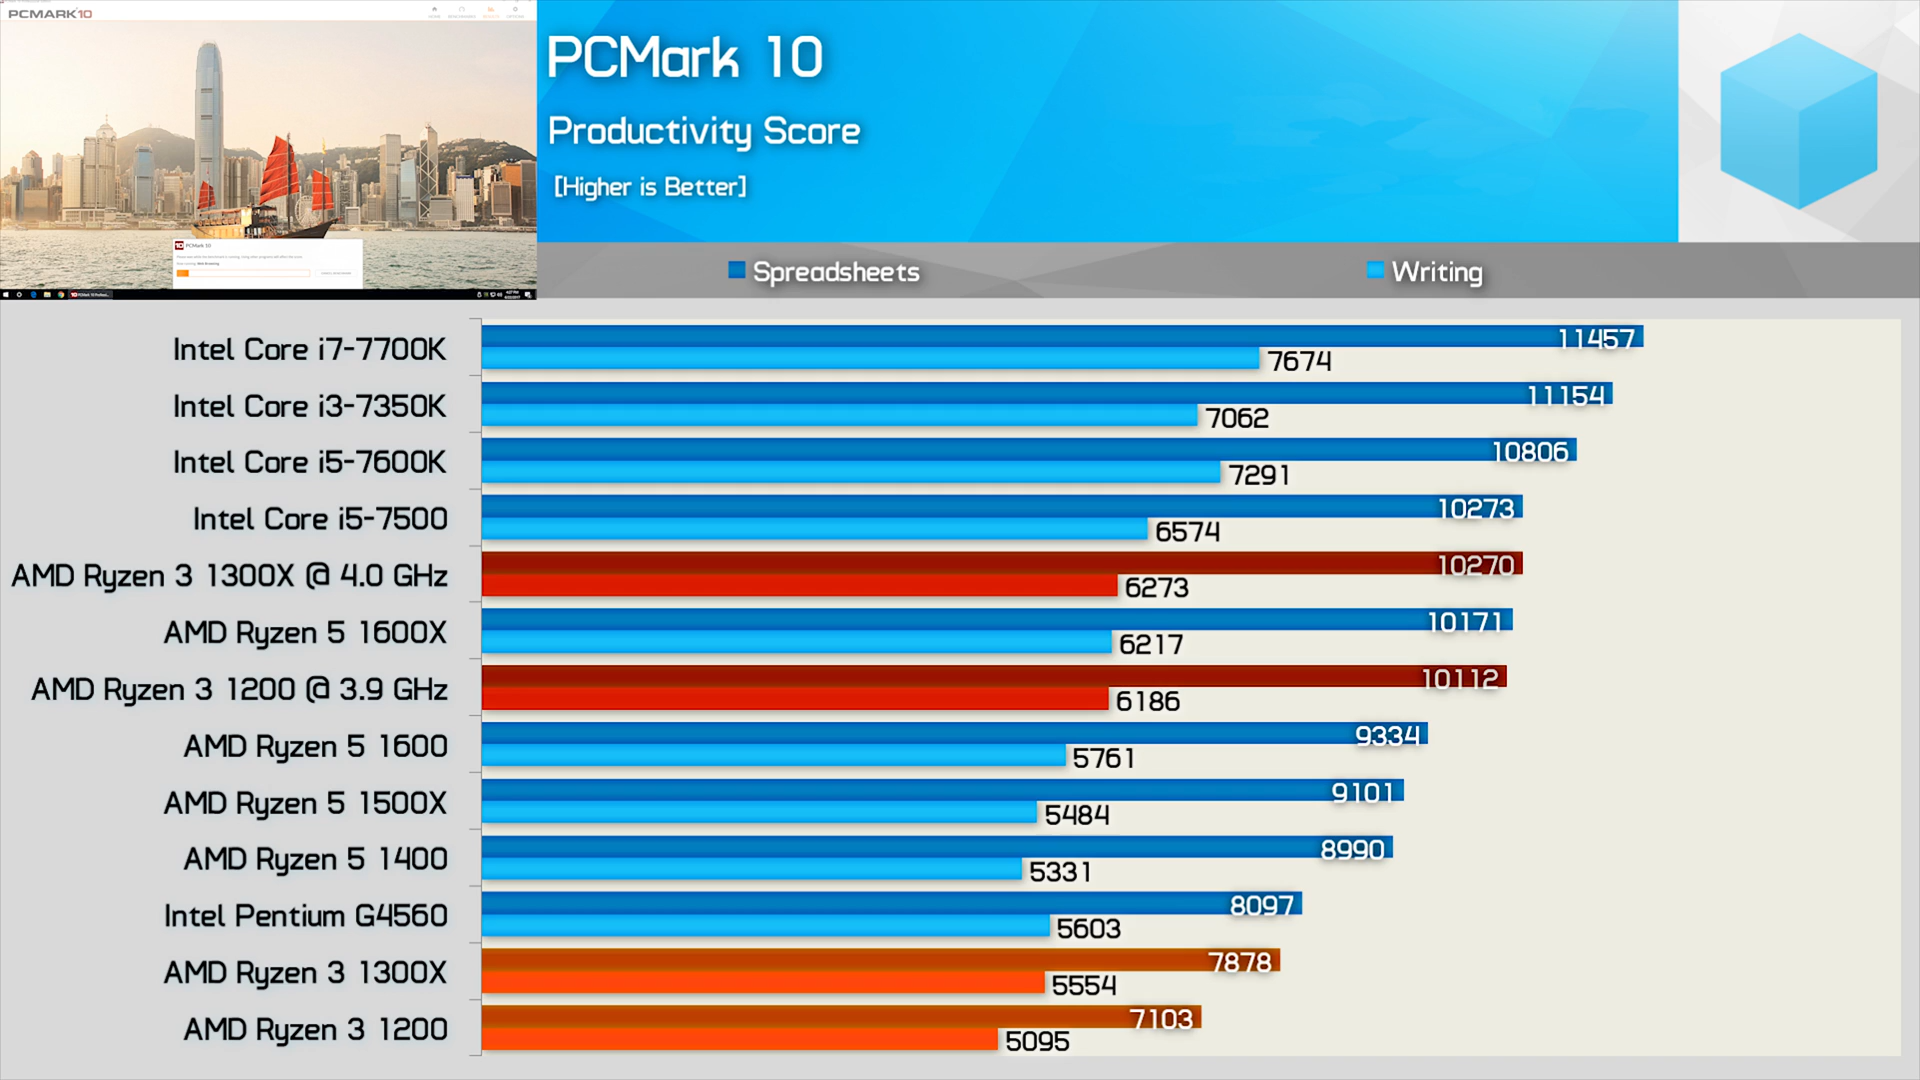 PCMARK 10
PCMark 10
Productivity Score
[Higher is Better]
PCMark 10
Spreadsheets
Writing
Intel Core i7-7700K
11457
7674
Intel Core i3-7350K
11154
7062
Intel Core i5-7600K
10806
7291
Intel Core i5-7500
10273
6574
AMD Ryzen 3 1300X @ 4.0 GHz
10270
6273
AMD Ryzen 5 1600X
10171
6217
AMD Ryzen 3 1200 @ 3.9 GHz
10112
6186
AMD Ryzen 5 1600
9334
5761
AMD Ryzen 5 1500X
9101
5484
AMD Ryzen 5 1400
8990
5331
Intel Pentium G4560
8097
5603
AMD Ryzen 3 1300X
7878
5554
AMD Ryzen 3 1200
7103
5095